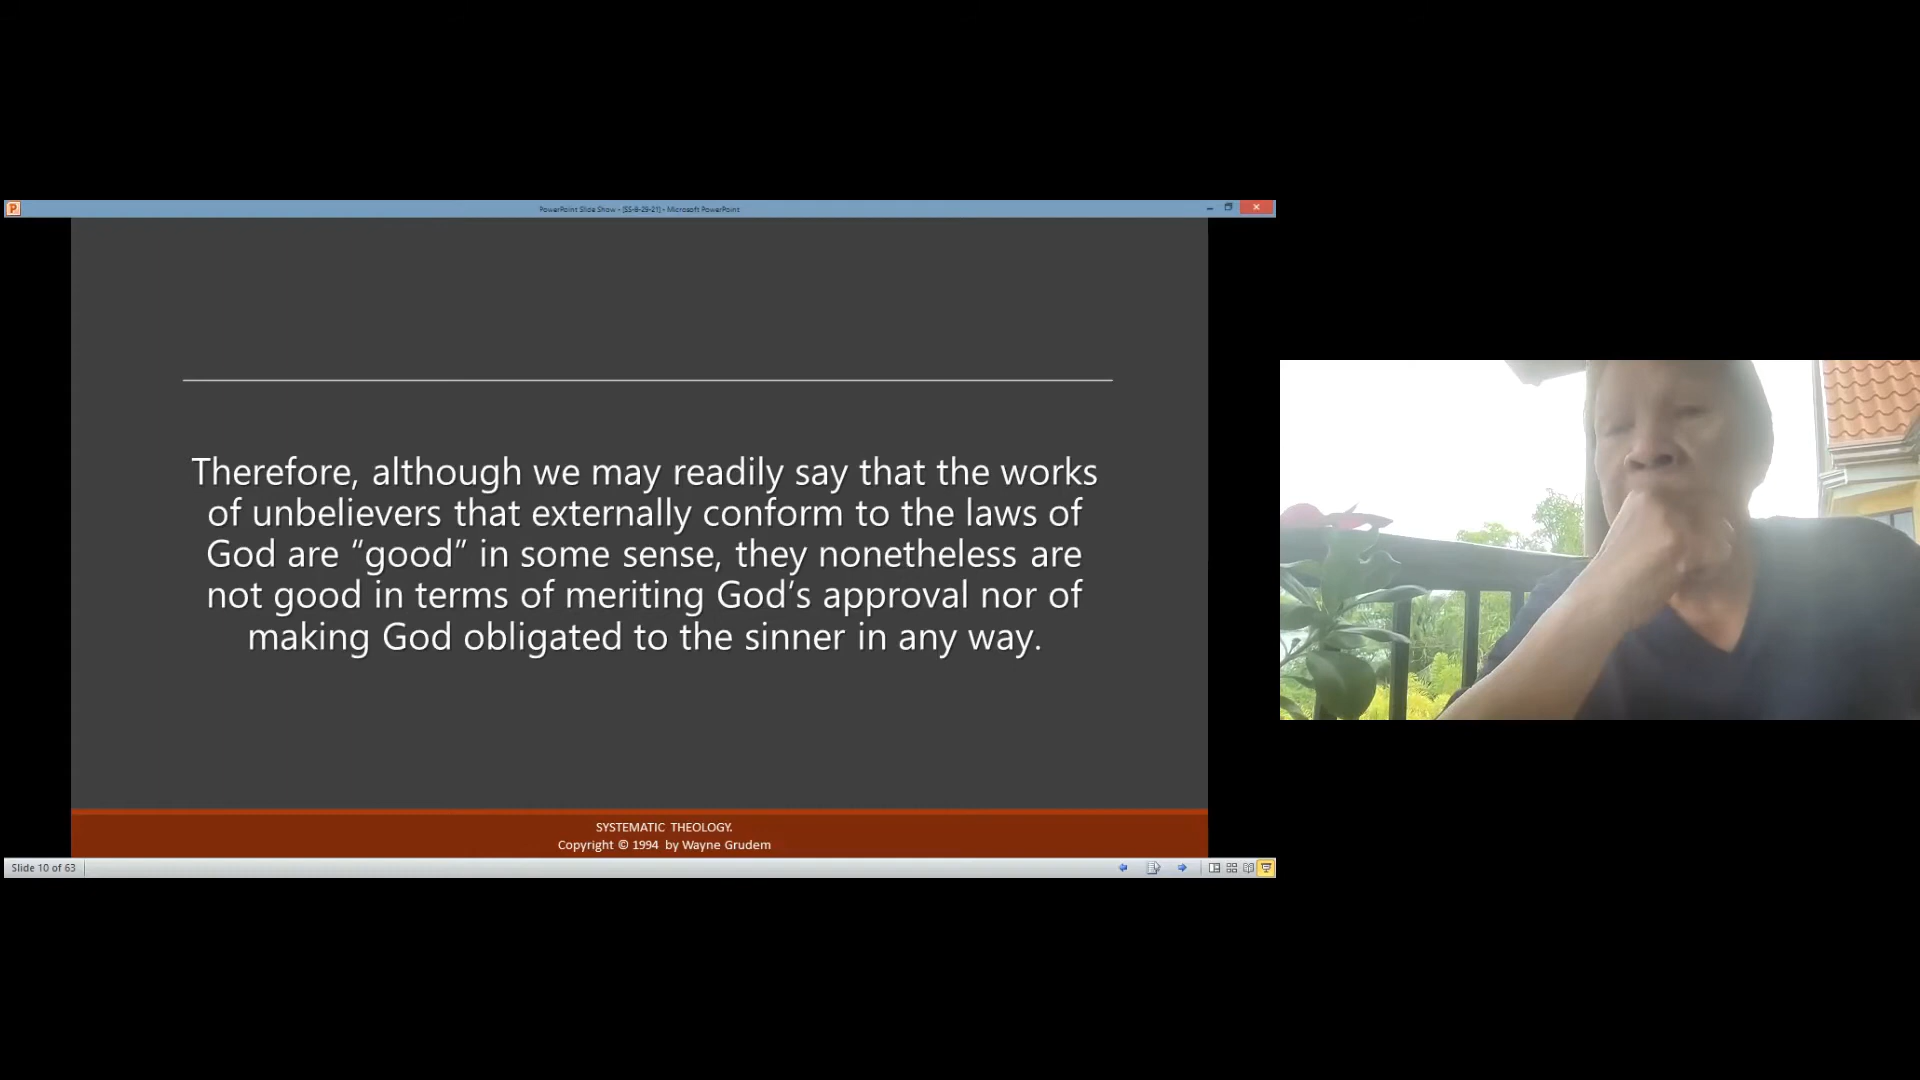 P
PowerPoint Slide Show - [SS-8-29-21] - Microsoft PowerPoint
Therefore, although we may readily say that the works
of unbelievers that externally conform to the laws of
God are “good” in some sense, they nonetheless are
not good in terms of meriting God’s approval nor of
making God obligated to the sinner in any way.
SYSTEMATIC THEOLOGY.
Copyright © 1994 by Wayne Grudem
Slide 10 of 63